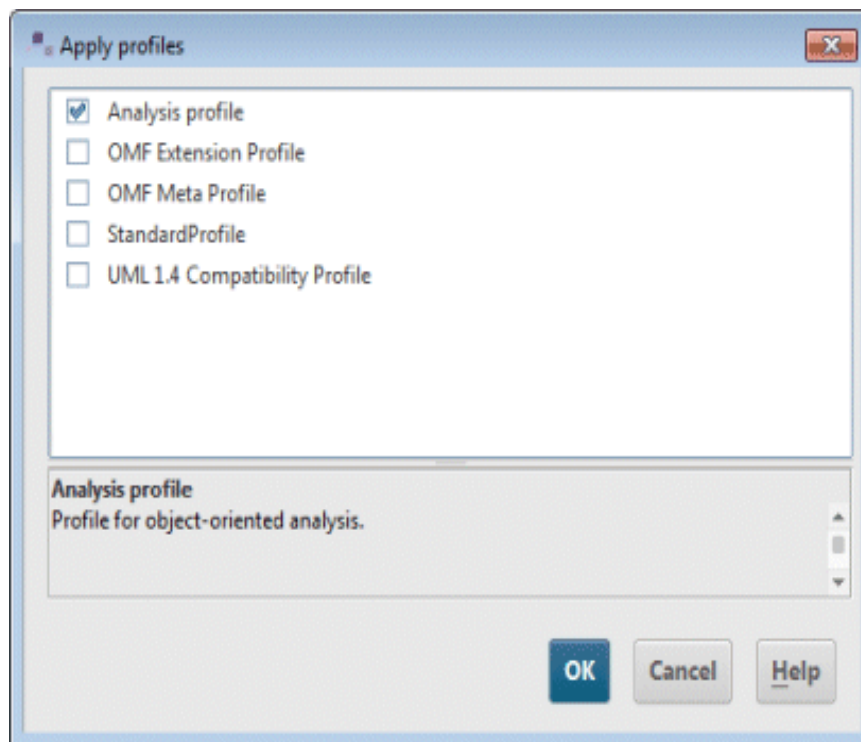 Apply profiles
Analysis profile
OMF Extension Profile
OMF Meta Profile
StandardProfile
UML 1.4 Compatibility Profile
Analysis profile
Profile for object-oriented analysis.
OK Cancel Help